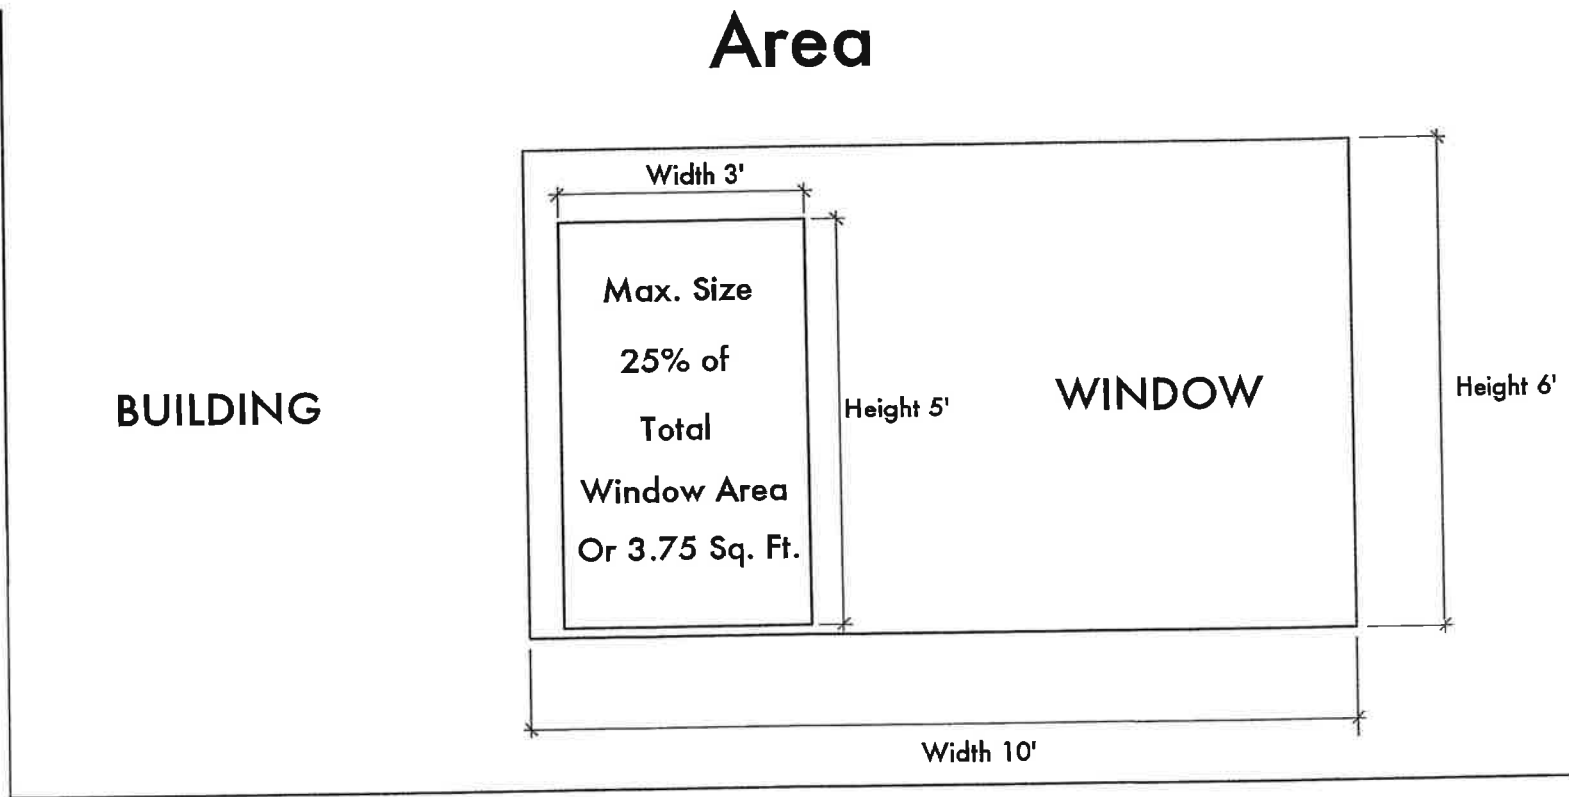 Area
Width 3'
Max. Size
25% of
Total
Window Area
Or 3.75 Sq. Ft.
BUILDING
Height 5'
WINDOW
Height 6'
Width 10'